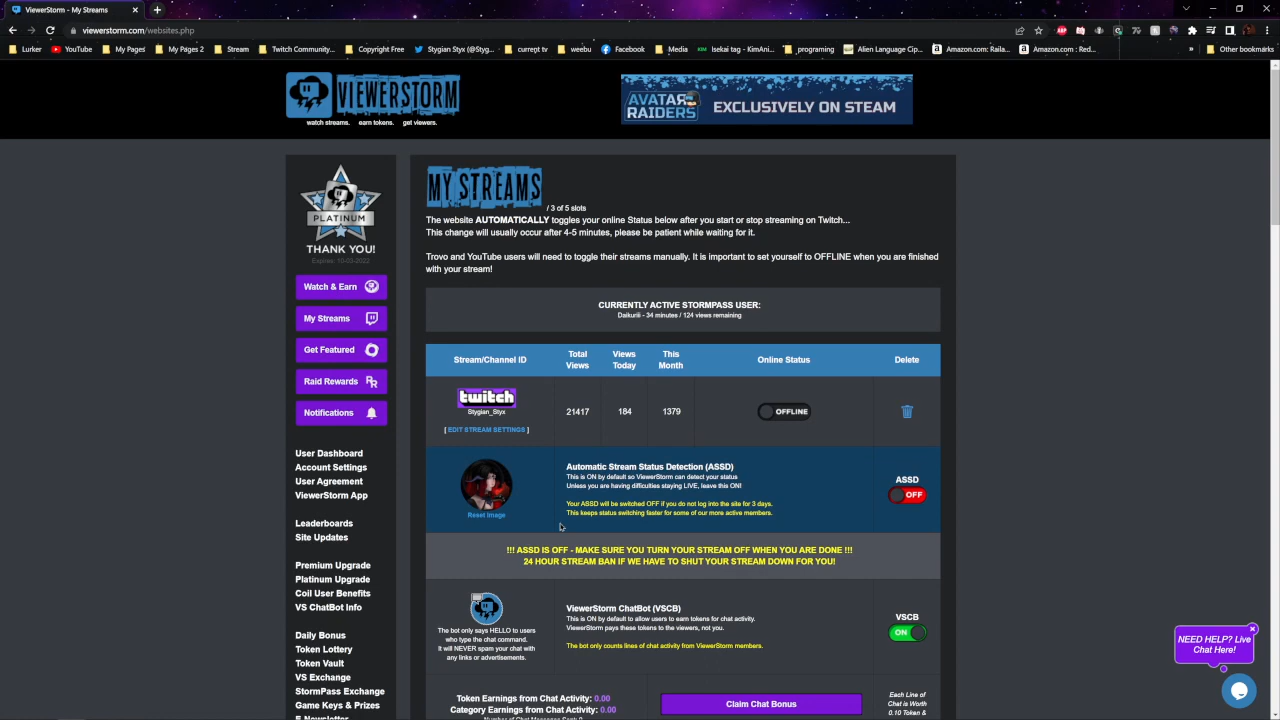 ViewerStorm - My Streams
viewerstorm.com/websites.php
Lurker
YouTube
My Pages
My Pages 2
Stream
Twitch Community...
Copyright Free
Stygian Styx (@Styg...
currept tv
weebu
Facebook
Media
Isekai tag - KimAni...
programing
Alien Language Cip...
Amazon.com: Raila...
Amazon.com : Red...
Other bookmarks
VIEWERSTORM
watch streams. earn tokens. get viewers.
AVATAR
RAIDERS
EXCLUSIVELY ON STEAM
PLATINUM
THANK YOU!
Expires: 10-03-2022
Watch & Earn
My Streams
Get Featured
Raid Rewards
Notifications
User Dashboard
Account Settings
User Agreement
ViewerStorm App
Leaderboards
Site Updates
Premium Upgrade
Platinum Upgrade
Coil User Benefits
VS ChatBot Info
Daily Bonus
Token Lottery
Token Vault
VS Exchange
StormPass Exchange
Game Keys & Prizes
E-Newsletter
MY STREAMS / 3 of 5 slots
The website AUTOMATICALLY toggles your online Status below after you start or stop streaming on Twitch...
This change will usually occur after 4-5 minutes, please be patient while waiting for it.
Trovo and YouTube users will need to toggle their streams manually. It is important to set yourself to OFFLINE when you are finished
with your stream!
CURRENTLY ACTIVE STORMPASS USER:
Daikuriii - 34 minutes / 124 views remaining
Stream/Channel ID
Total
Views
Views
Today
This
Month
Online Status
Delete
twitch
Stygian_Styx
[ EDIT STREAM SETTINGS ]
21417
184
1379
OFFLINE
Reset Image
Automatic Stream Status Detection (ASSD)
This is ON by default so ViewerStorm can detect your status
Unless you are having difficulties staying LIVE, leave this ON!
Your ASSD will be switched OFF if you do not log into the site for 3 days.
This keeps status switching faster for some of our more active members.
ASSD
OFF
!!! ASSD IS OFF - MAKE SURE YOU TURN YOUR STREAM OFF WHEN YOU ARE DONE !!!
24 HOUR STREAM BAN IF WE HAVE TO SHUT YOUR STREAM DOWN FOR YOU!
The bot only says HELLO to users
who type the chat command.
It will NEVER spam your chat with
any links or advertisements.
ViewerStorm ChatBot (VSCB)
This is ON by default to allow users to earn tokens for chat activity.
ViewerStorm pays these tokens to the viewers, not you.
The bot only counts lines of chat activity from ViewerStorm members.
VSCB
ON
Token Earnings from Chat Activity: 0.00
Category Earnings from Chat Activity: 0.00
Number of Chat Messages Sent: 0
Claim Chat Bonus
Each Line of
Chat is Worth
0.10 Token &
NEED HELP? Live
Chat Here!